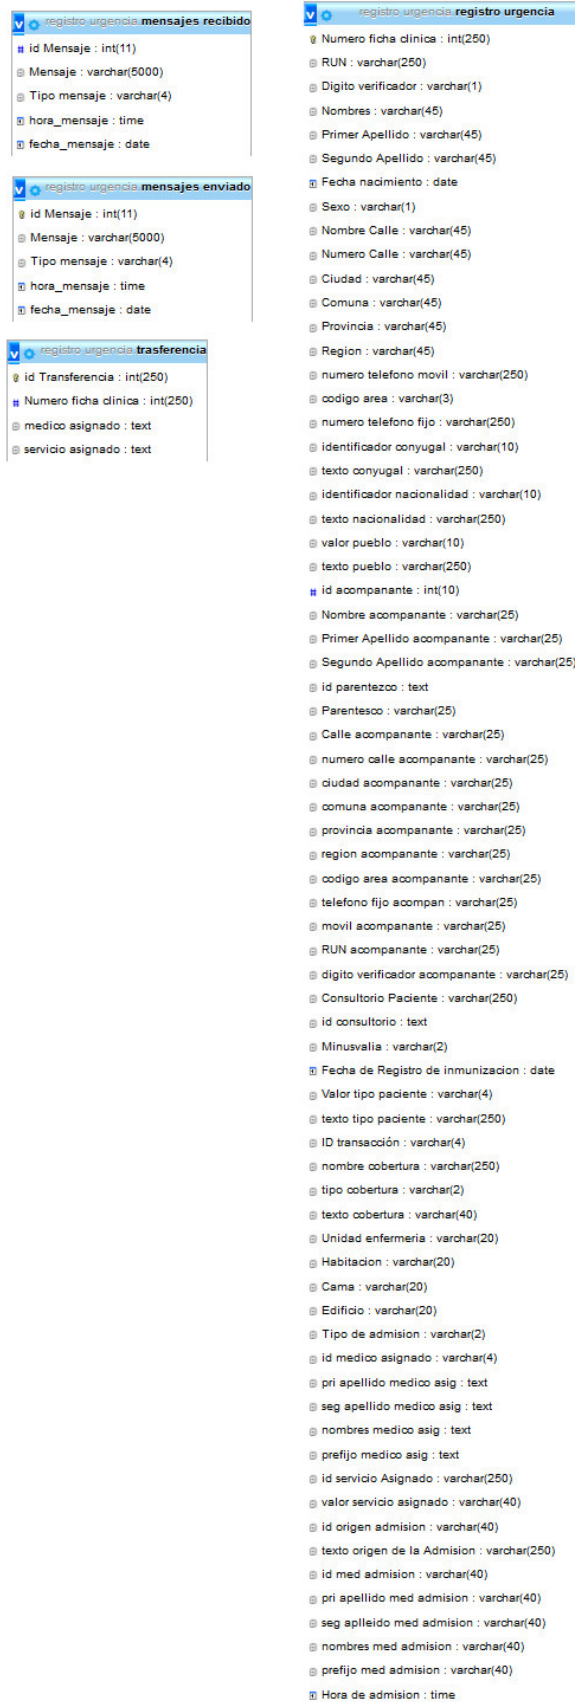 registro urgencia mensajes recibido
id Mensaje : int(11)
Mensaje : varchar(5000)
Tipo mensaje : varchar(4)
hora_mensaje : time
fecha_mensaje : date
registro urgencia mensajes enviado
id Mensaje : int(11)
Mensaje : varchar(5000)
Tipo mensaje : varchar(4)
hora_mensaje : time
fecha_mensaje : date
registro urgencia trasferencia
id Transferencia : int(250)
Numero ficha clinica : int(250)
medico asignado : text
servicio asignado : text
registro urgencia registro urgencia
Numero ficha clinica : int(250)
RUN : varchar(250)
Digito verificador : varchar(1)
Nombres : varchar(45)
Primer Apellido : varchar(45)
Segundo Apellido : varchar(45)
Fecha nacimiento : date
Sexo : varchar(1)
Nombre Calle : varchar(45)
Numero Calle : varchar(45)
Ciudad : varchar(45)
Comuna : varchar(45)
Provincia : varchar(45)
Region : varchar(45)
numero telefono movil : varchar(250)
codigo area : varchar(3)
numero telefono fijo : varchar(250)
identificador conyugal : varchar(10)
texto conyugal : varchar(250)
identificador nacionalidad : varchar(10)
texto nacionalidad : varchar(250)
valor pueblo : varchar(10)
texto pueblo : varchar(250)
id acompanante : int(10)
Nombre acompanante : varchar(25)
Primer Apellido acompanante : varchar(25)
Segundo Apellido acompanante : varchar(25)
id parentezco : text
Parentesco : varchar(25)
Calle acompanante : varchar(25)
numero calle acompanante : varchar(25)
ciudad acompanante : varchar(25)
comuna acompanante : varchar(25)
provincia acompanante : varchar(25)
region acompanante : varchar(25)
codigo area acompanante : varchar(25)
telefono fijo acompan : varchar(25)
movil acompanante : varchar(25)
RUN acompanante : varchar(25)
digito verificador acompanante : varchar(25)
Consultorio Paciente : varchar(250)
id consultorio : text
Minusvalia : varchar(2)
Fecha de Registro de inmunizacion : date
Valor tipo paciente : varchar(4)
texto tipo paciente : varchar(250)
ID transacción : varchar(4)
nombre cobertura : varchar(250)
tipo cobertura : varchar(2)
texto cobertura : varchar(40)
Unidad enfermeria : varchar(20)
Habitacion : varchar(20)
Cama : varchar(20)
Edificio : varchar(20)
Tipo de admision : varchar(2)
id medico asignado : varchar(4)
pri apellido medico asig : text
seg apellido medico asig : text
nombres medico asig : text
prefijo medico asig : text
id servicio Asignado : varchar(250)
valor servicio asignado : varchar(40)
id origen admision : varchar(40)
texto origen de la Admision : varchar(250)
id med admision : varchar(40)
pri apellido med admision : varchar(40)
seg aplleido med admision : varchar(40)
nombres med admision : varchar(40)
prefijo med admision : varchar(40)
Hora de admision : time